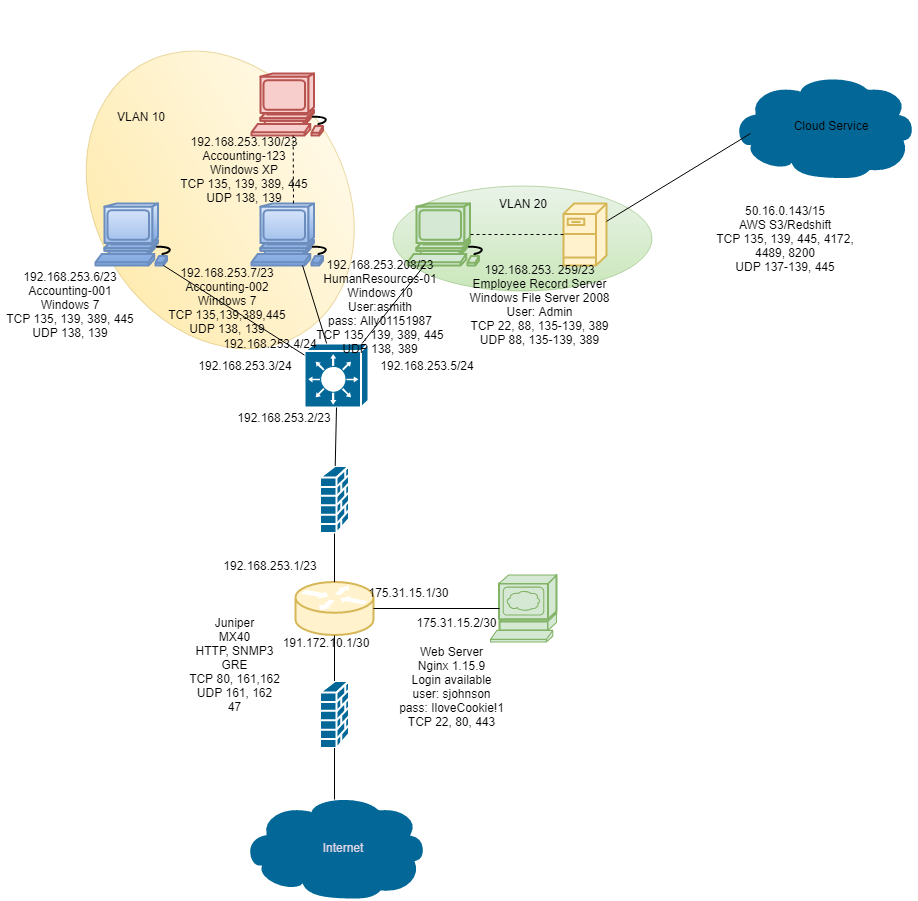 VLAN 10
192.168.253.130/23
Accounting-123
Windows XP
TCP 135, 139, 389, 445
UDP 138, 139
192.168.253.6/23
Accounting-001
Windows 7
TCP 135, 139, 389, 445
UDP 138, 139
192.168.253.7/23
Accounting-002
Windows 7
TCP 135,139,389,445
UDP 138, 139
VLAN 20
192.168.253.208/23
HumanResources-01
Windows 10
User:asmith
pass: Ally01151987
TCP 135, 139, 389, 445
UDP 138, 389
192.168.253. 259/23
Employee Record Server
Windows File Server 2008
User: Admin
TCP 22, 88, 135-139, 389
UDP 88, 135-139, 389
Cloud Service
50.16.0.143/15
AWS S3/Redshift
TCP 135, 139, 445, 4172,
4489, 8200
UDP 137-139, 445
192.168.253.4/24
192.168.253.3/24
192.168.253.5/24
192.168.253.2/23
192.168.253.1/23
175.31.15.1/30
175.31.15.2/30
191.172.10.1/30
Juniper
MX40
HTTP, SNMP3
GRE
TCP 80, 161,162
UDP 161, 162
47
Web Server
Nginx 1.15.9
Login available
user: sjohnson
pass: IloveCookie!1
TCP 22, 80, 443
Internet